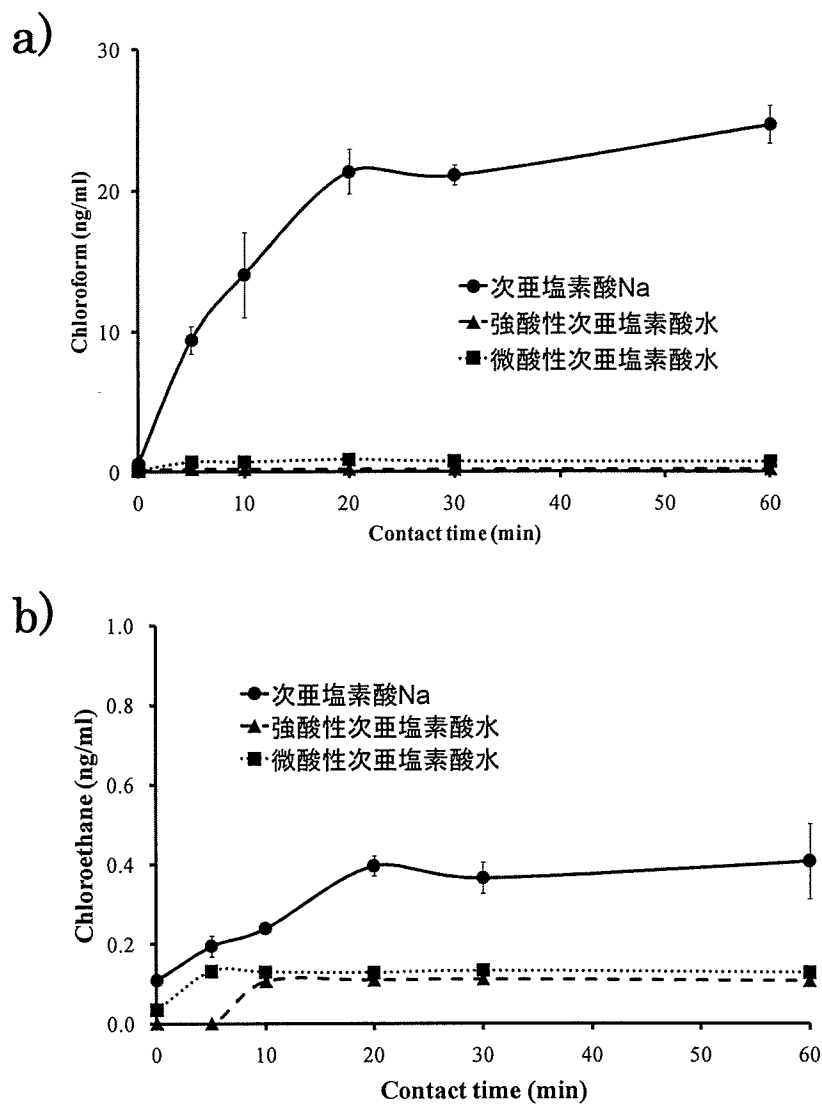 a)
30
20
10
0
Chloroform (ng/ml)
次亜塩素酸Na
強酸性次亜塩素酸水
微酸性次亜塩素酸水
0 10 20 30 40 50 60
Contact time (min)
b)
1.0
0.8
0.6
0.4
0.2
0.0
Chloroethane (ng/ml)
次亜塩素酸Na
強酸性次亜塩素酸水
微酸性次亜塩素酸水
0 10 20 30 40 50 60
Contact time (min)